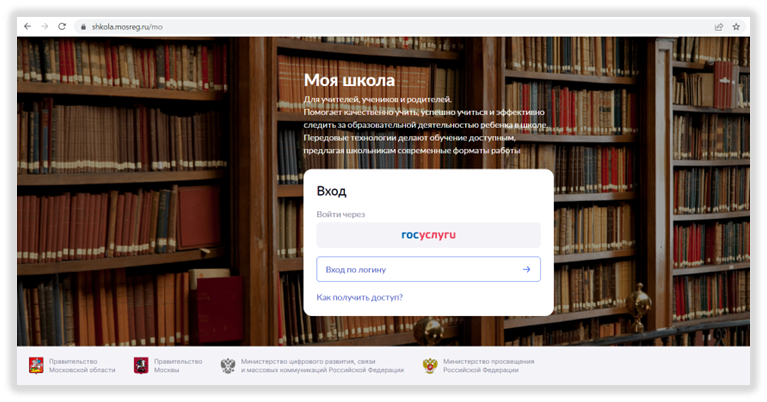 shkola.mosreg.ru/mo
Моя школа
Для учителей, учеников и родителей.
Помогает качественно учить, успешно учиться и эффективно
следить за образовательной деятельностью ребенка в школе.
Передовые технологии делают обучение доступным,
предлагая школьникам современные форматы работы
Вход
Войти через
госуслуги
Вход по логину
Как получить доступ?
Правительство
Московской области
Правительство
Москвы
Министерство цифрового развития, связи
и массовых коммуникаций Российской Федерации
Министерство просвещения
Российской Федерации